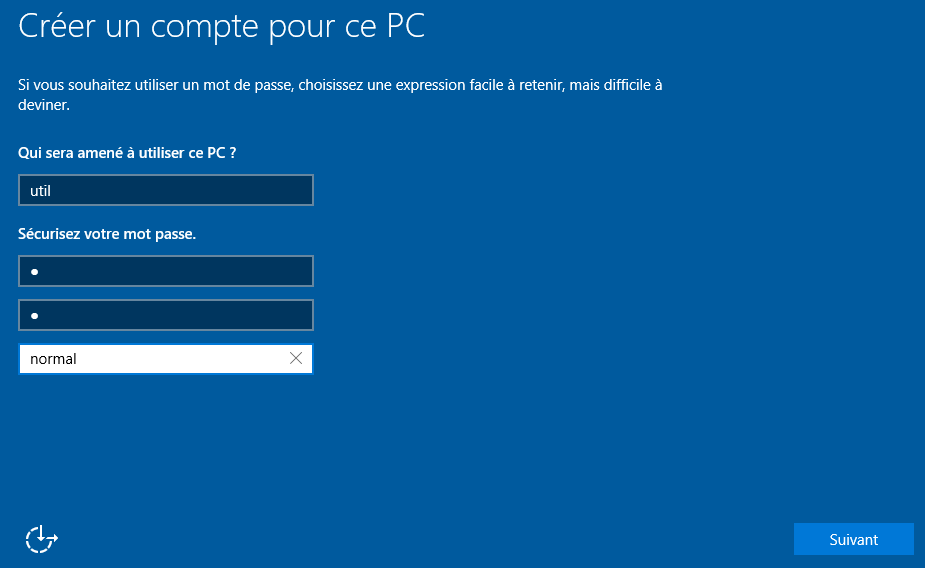 Créer un compte pour ce PC
Si vous souhaitez utiliser un mot de passe, choisissez une expression facile à retenir, mais difficile à
deviner.
Qui sera amené à utiliser ce PC ?
util
Sécurisez votre mot passe.
●
●
normal
Suivant